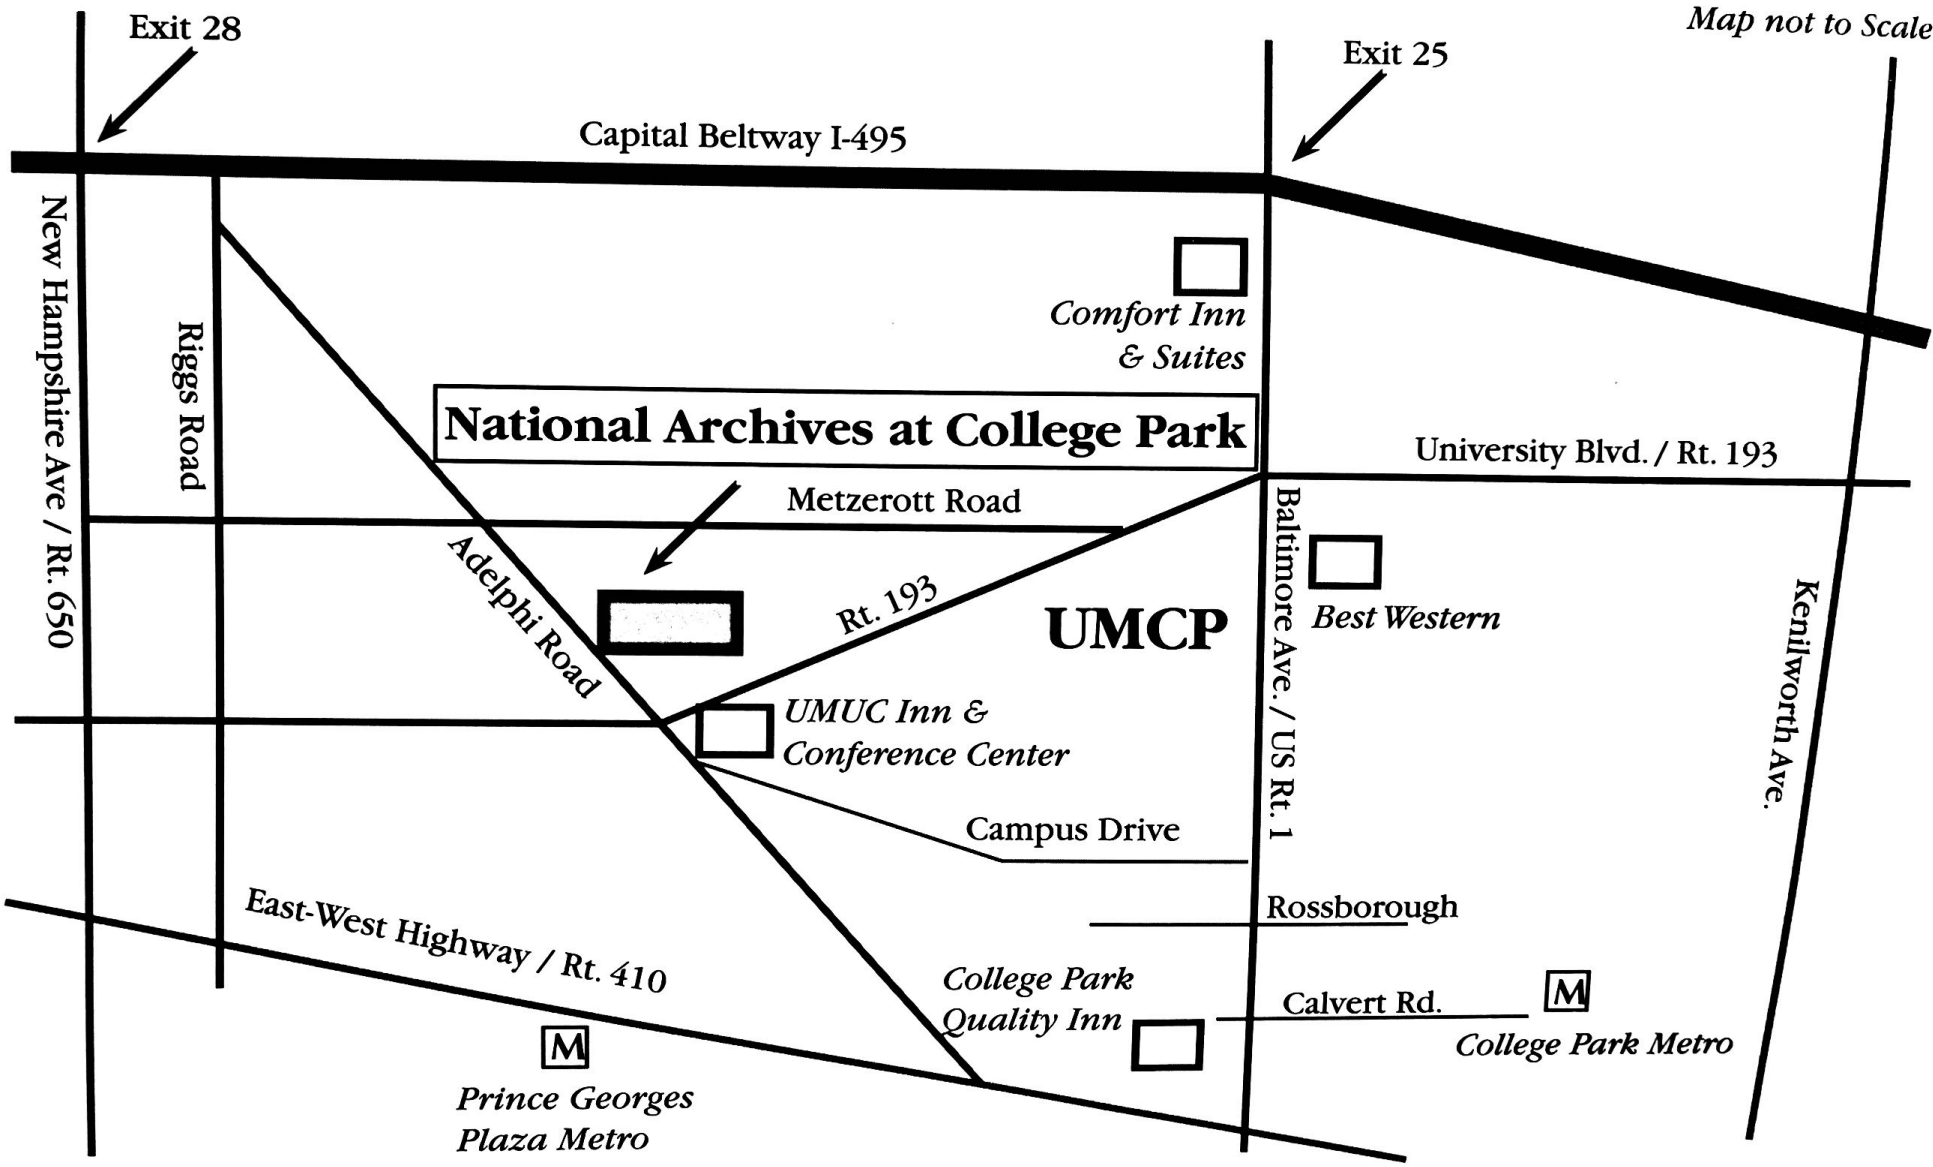 Map not to Scale
Exit 28
Exit 25
Capital Beltway I-495
New Hampshire Ave / Rt. 650
Riggs Road
Comfort Inn
& Suites
National Archives at College Park
University Blvd. / Rt. 193
Metzerott Road
Adelphi Road
Rt. 193
UMCP
Baltimore Ave. / US Rt. 1
Best Western
Kenilworth Ave.
UMUC Inn &
Conference Center
Campus Drive
Rossborough
East-West Highway / Rt. 410
College Park
Quality Inn
Calvert Rd.
M
College Park Metro
M
Prince Georges
Plaza Metro